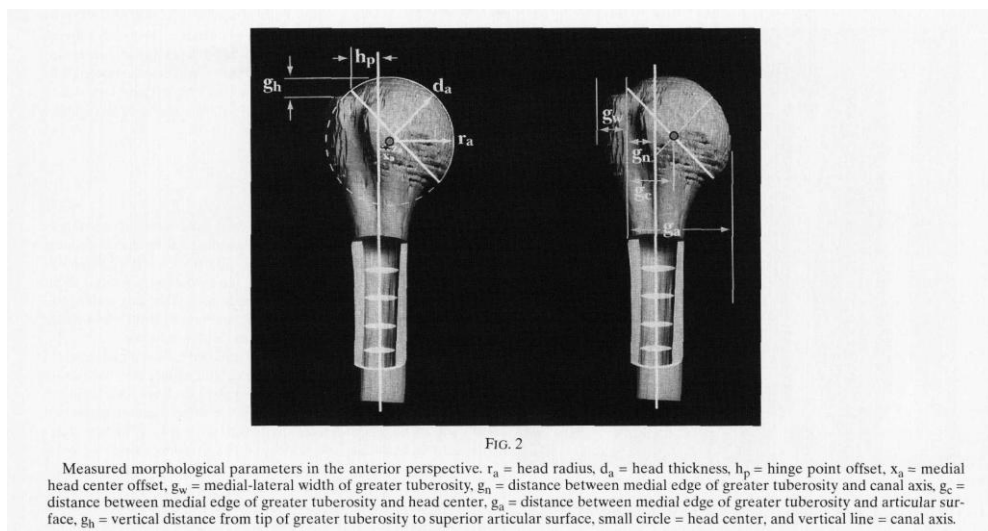 hp
gh
da
ra
xa
gw
gn
gc
ga
FIG. 2
Measured morphological parameters in the anterior perspective. ra = head radius, da = head thickness, hp = hinge point offset, xa = medial
head center offset, gw = medial-lateral width of greater tuberosity, gn = distance between medial edge of greater tuberosity and canal axis, gc =
distance between medial edge of greater tuberosity and head center, ga = distance between medial edge of greater tuberosity and articular sur-
face, gh = vertical distance from tip of greater tuberosity to superior articular surface, small circle = head center, and vertical line = canal axis.